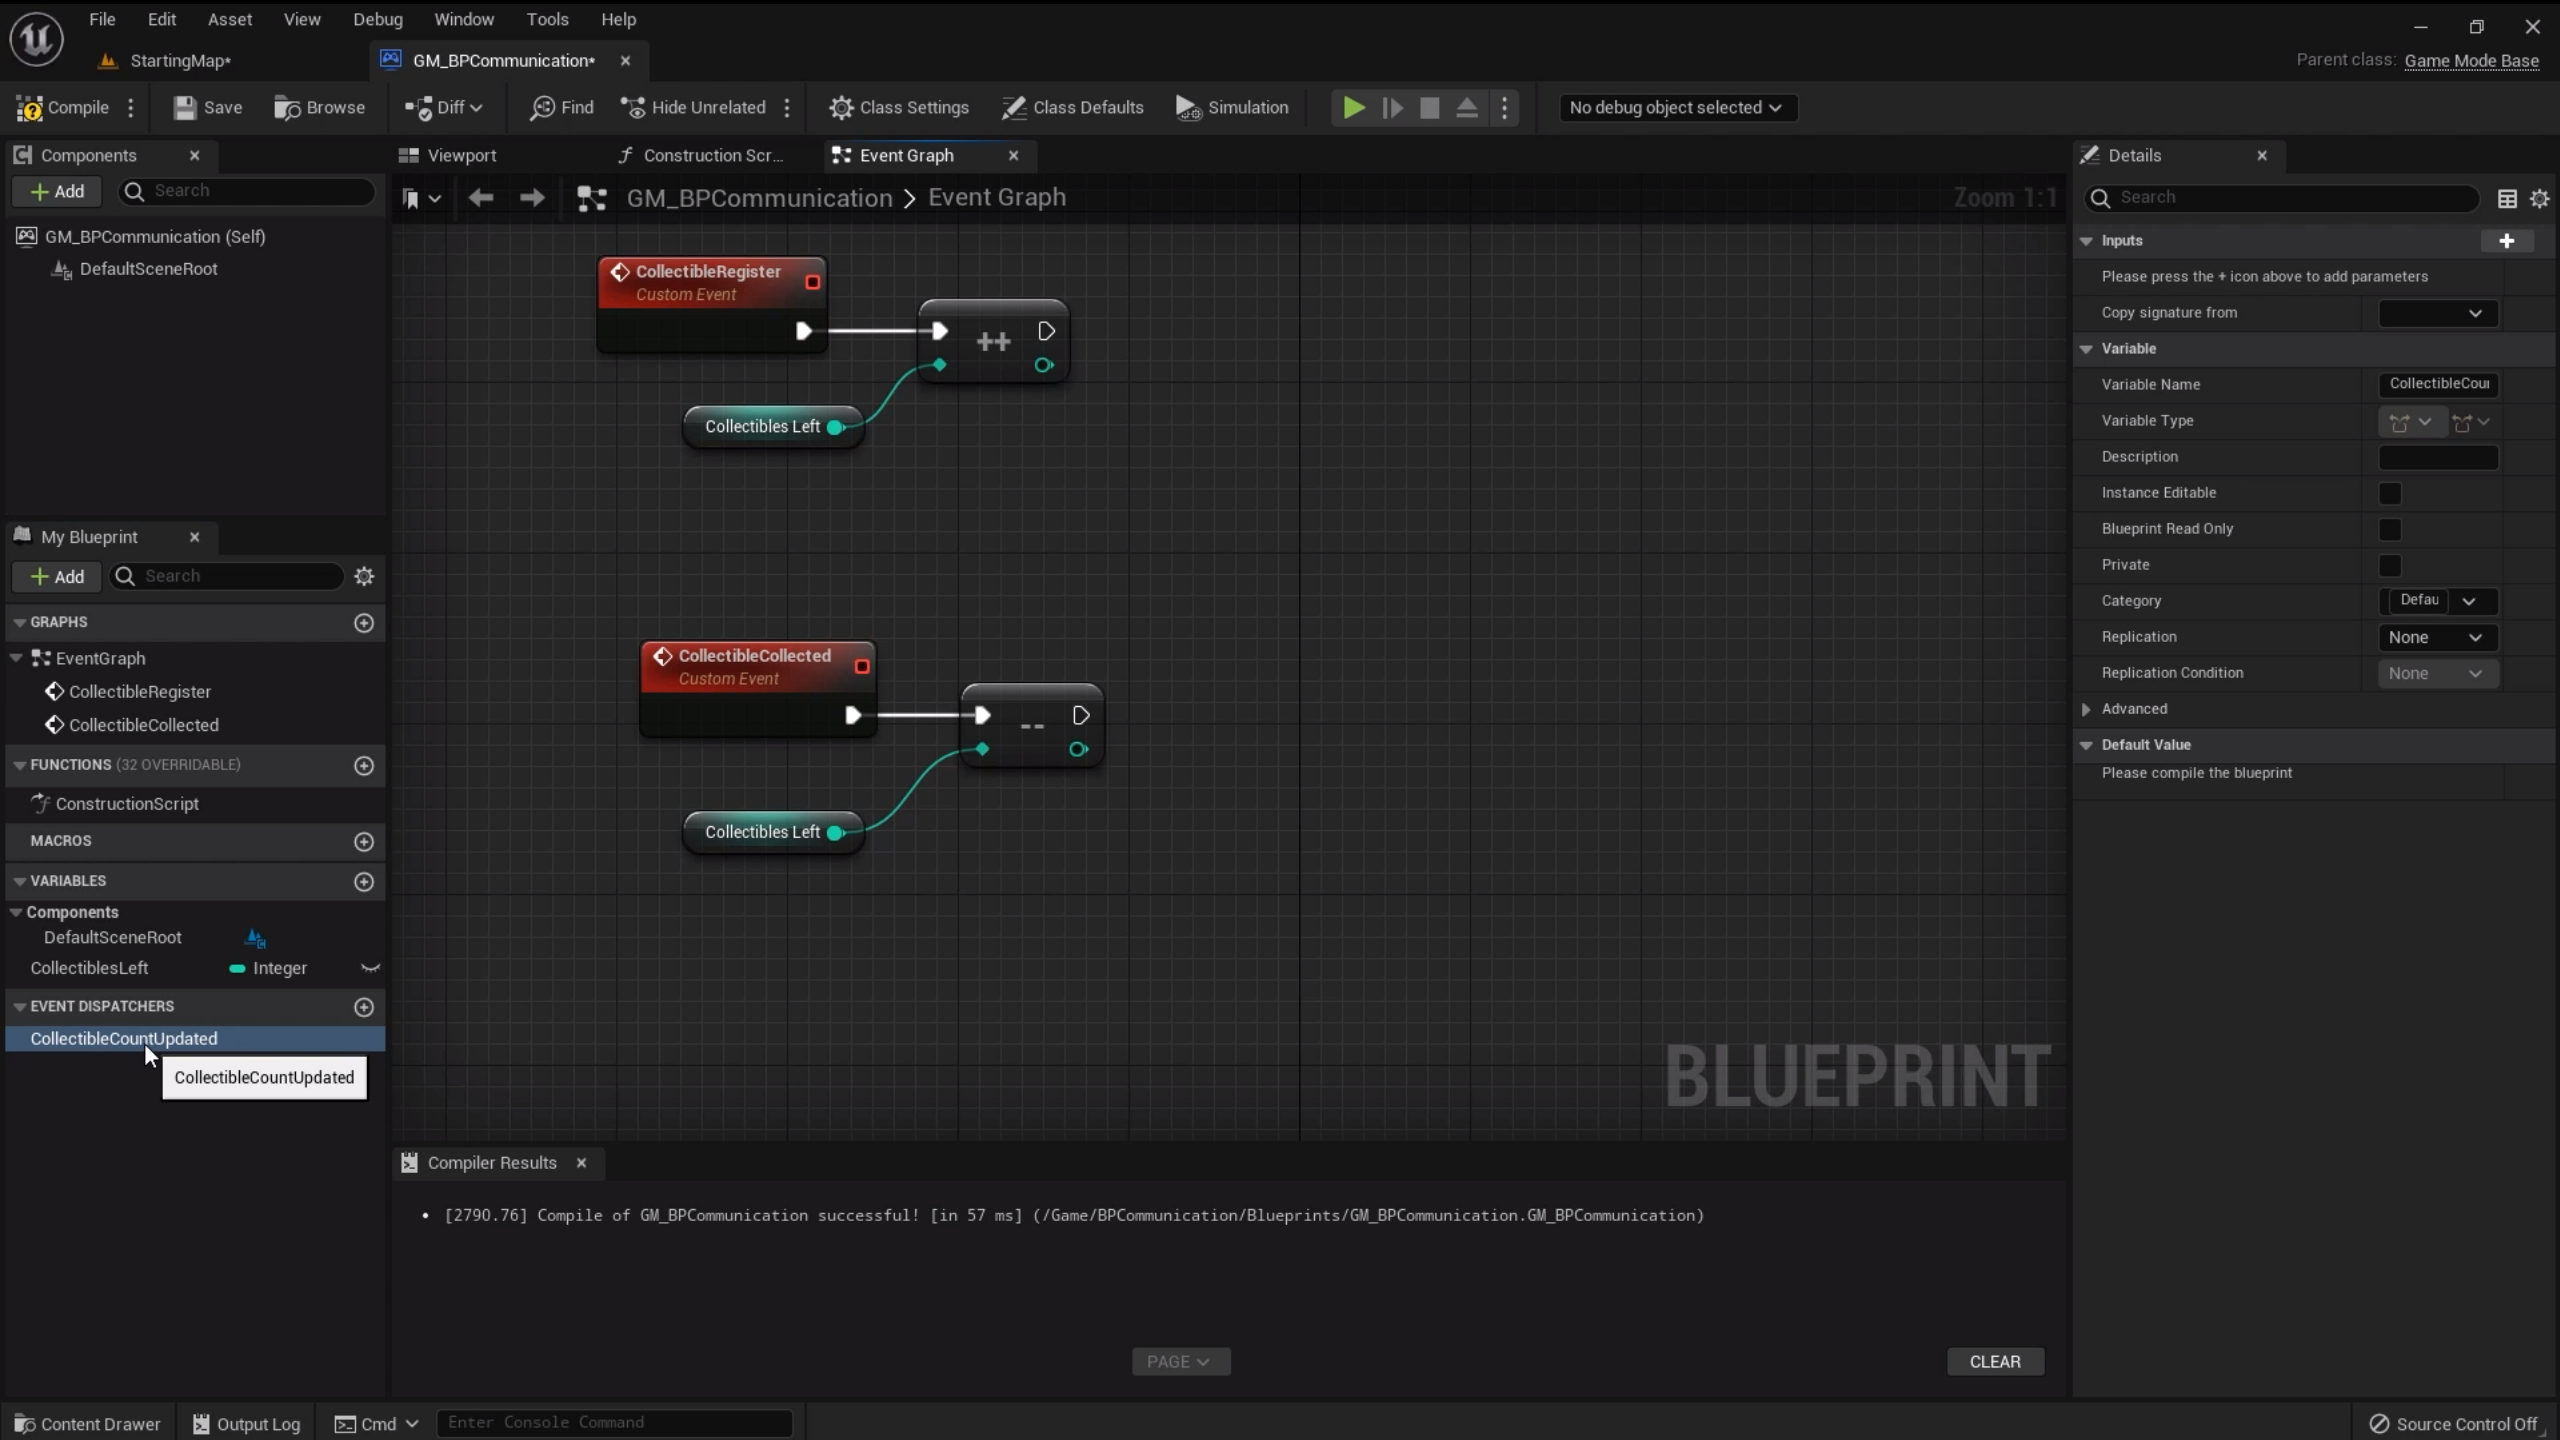 File Edit Asset View Debug Window Tools Help
StartingMap*
GM_BPCommunication*
Parent class: Game Mode Base
Compile Save Browse Diff Find Hide Unrelated Class Settings Class Defaults Simulation No debug object selected
Components
Add
Search
GM_BPCommunication (Self)
DefaultSceneRoot
My Blueprint
Add
Search
GRAPHS
EventGraph
CollectibleRegister
CollectibleCollected
FUNCTIONS (32 OVERRIDABLE)
ConstructionScript
MACROS
VARIABLES
Components
DefaultSceneRoot
CollectiblesLeft Integer
EVENT DISPATCHERS
CollectibleCountUpdated
CollectibleCountUpdated
Viewport Construction Scr... Event Graph
GM_BPCommunication > Event Graph
Zoom 1:1
CollectibleRegister
Custom Event
++
Collectibles Left
CollectibleCollected
Custom Event
--
Collectibles Left
BLUEPRINT
Compiler Results
• [2790.76] Compile of GM_BPCommunication successful! [in 57 ms] (/Game/BPCommunication/Blueprints/GM_BPCommunication.GM_BPCommunication)
PAGE
CLEAR
Details
Search
Inputs
Please press the + icon above to add parameters
Copy signature from
Variable
Variable Name CollectibleCou
Variable Type
Description
Instance Editable
Blueprint Read Only
Private
Category Defau
Replication None
Replication Condition None
Advanced
Default Value
Please compile the blueprint
Content Drawer Output Log Cmd Enter Console Command
Source Control Off